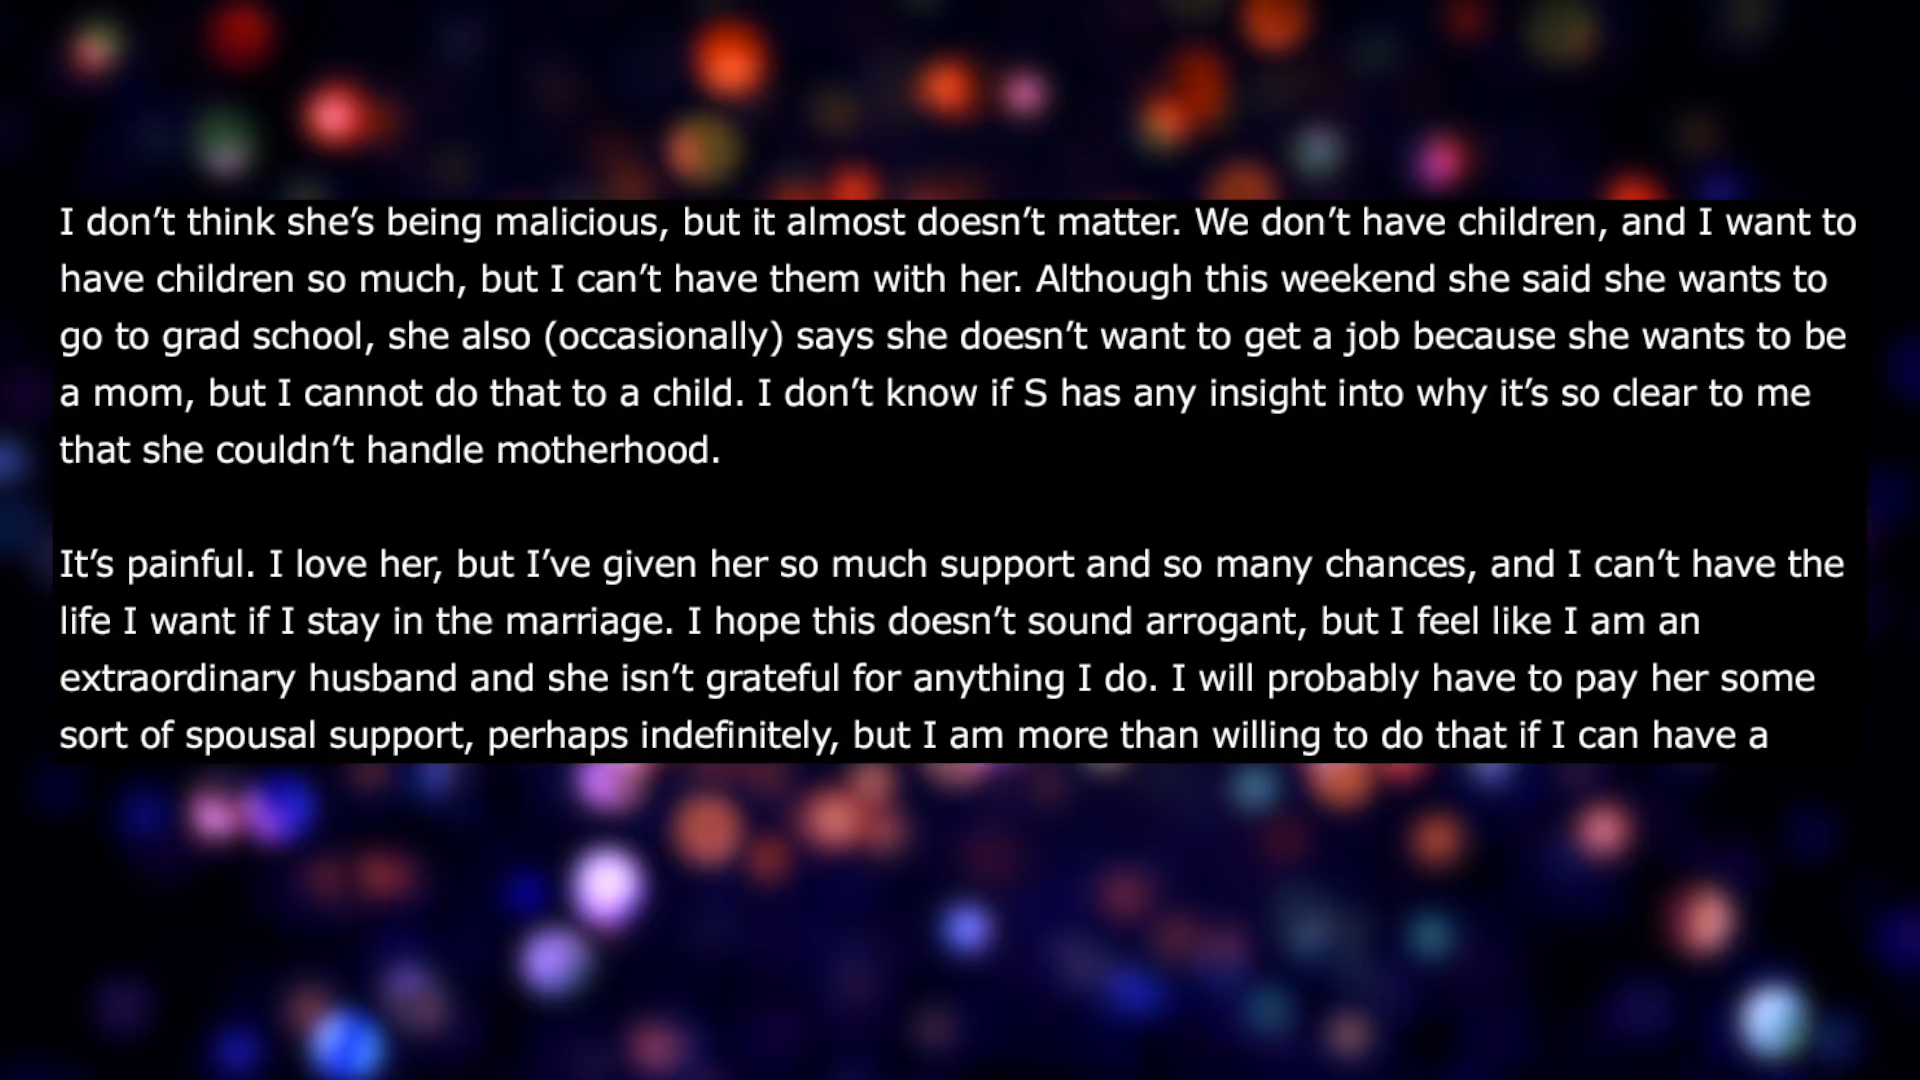 I don’t think she’s being malicious, but it almost doesn’t matter. We don’t have children, and I want to
have children so much, but I can’t have them with her. Although this weekend she said she wants to
go to grad school, she also (occasionally) says she doesn’t want to get a job because she wants to be
a mom, but I cannot do that to a child. I don’t know if S has any insight into why it’s so clear to me
that she couldn’t handle motherhood.
It’s painful. I love her, but I’ve given her so much support and so many chances, and I can’t have the
life I want if I stay in the marriage. I hope this doesn’t sound arrogant, but I feel like I am an
extraordinary husband and she isn’t grateful for anything I do. I will probably have to pay her some
sort of spousal support, perhaps indefinitely, but I am more than willing to do that if I can have a